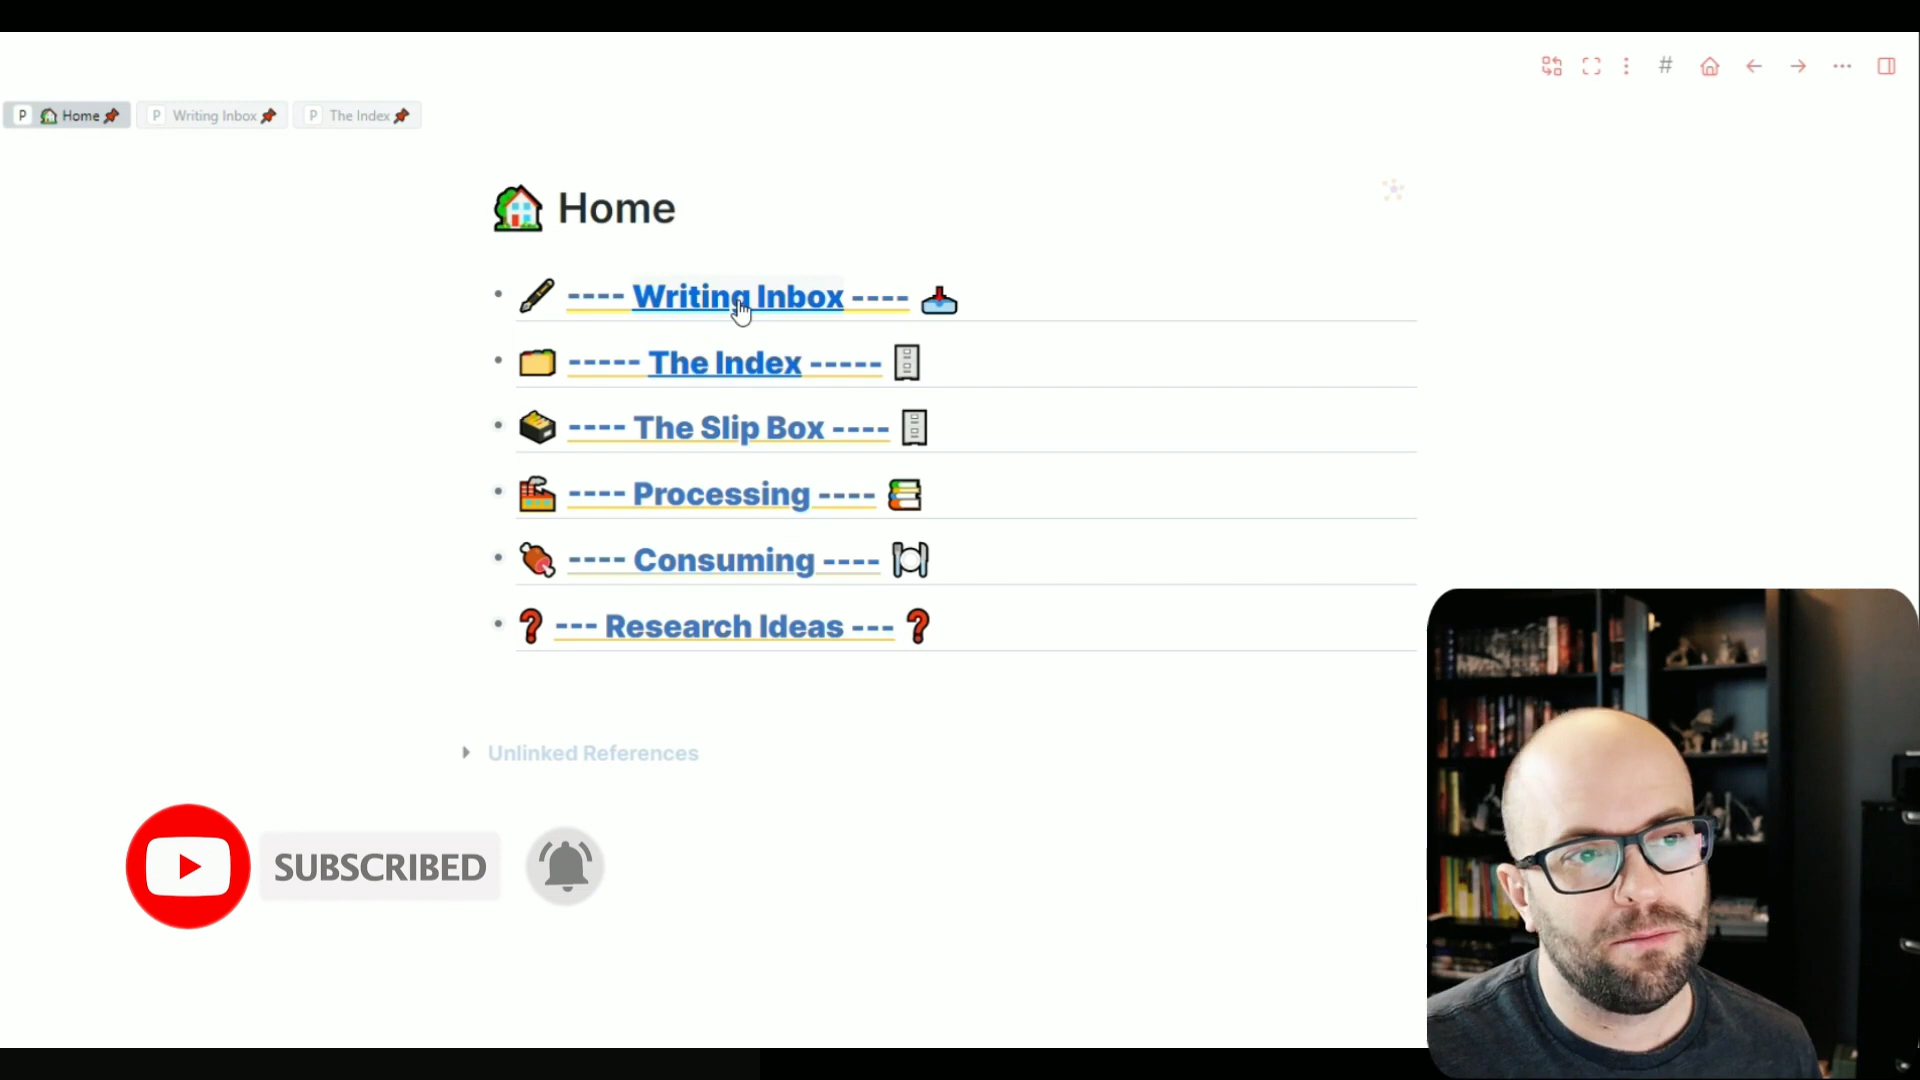 P Home
P Writing Inbox
P The Index
Home
---- Writing Inbox ----
----- The Index -----
---- The Slip Box ----
---- Processing ----
---- Consuming ----
--- Research Ideas ---
Unlinked References
SUBSCRIBED